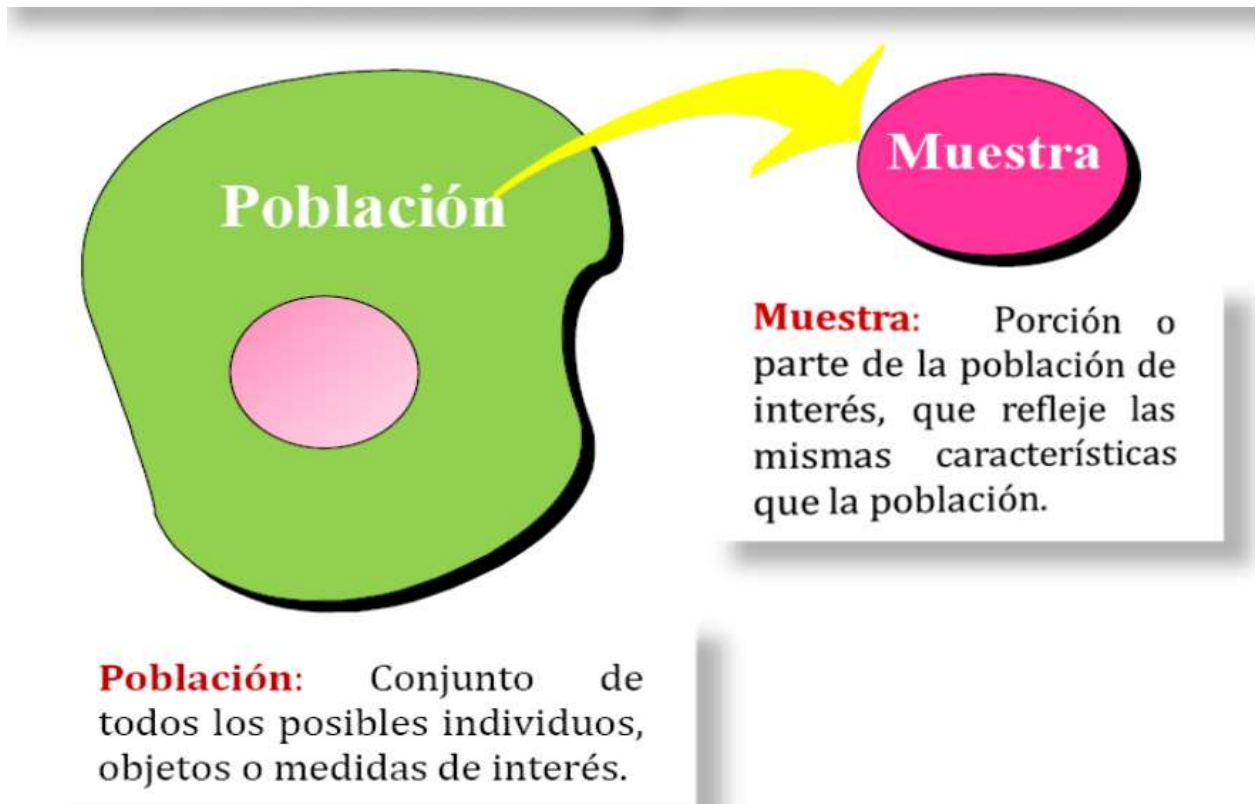 Población
Muestra
Muestra: Porción o
parte de la población de
interés, que refleje las
mismas características
que la población.
Población: Conjunto de
todos los posibles individuos,
objetos o medidas de interés.